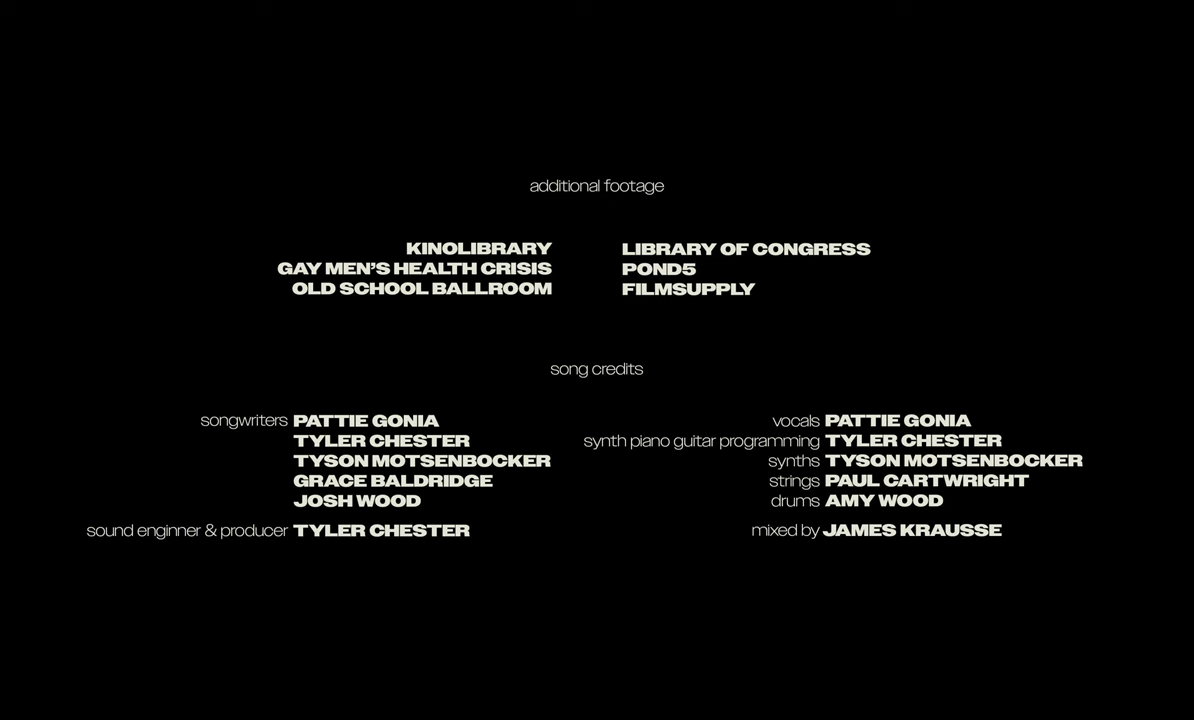 additional footage
KINOLIBRARY
GAY MEN'S HEALTH CRISIS
OLD SCHOOL BALLROOM
LIBRARY OF CONGRESS
POND5
FILMSUPPLY
song credits
songwriters PATTIE GONIA
TYLER CHESTER
TYSON MOTSENBOCKER
GRACE BALDRIDGE
JOSH WOOD
sound enginner & producer TYLER CHESTER
vocals PATTIE GONIA
synth piano guitar programming TYLER CHESTER
synths TYSON MOTSENBOCKER
strings PAUL CARTWRIGHT
drums AMY WOOD
mixed by JAMES KRAUSSE